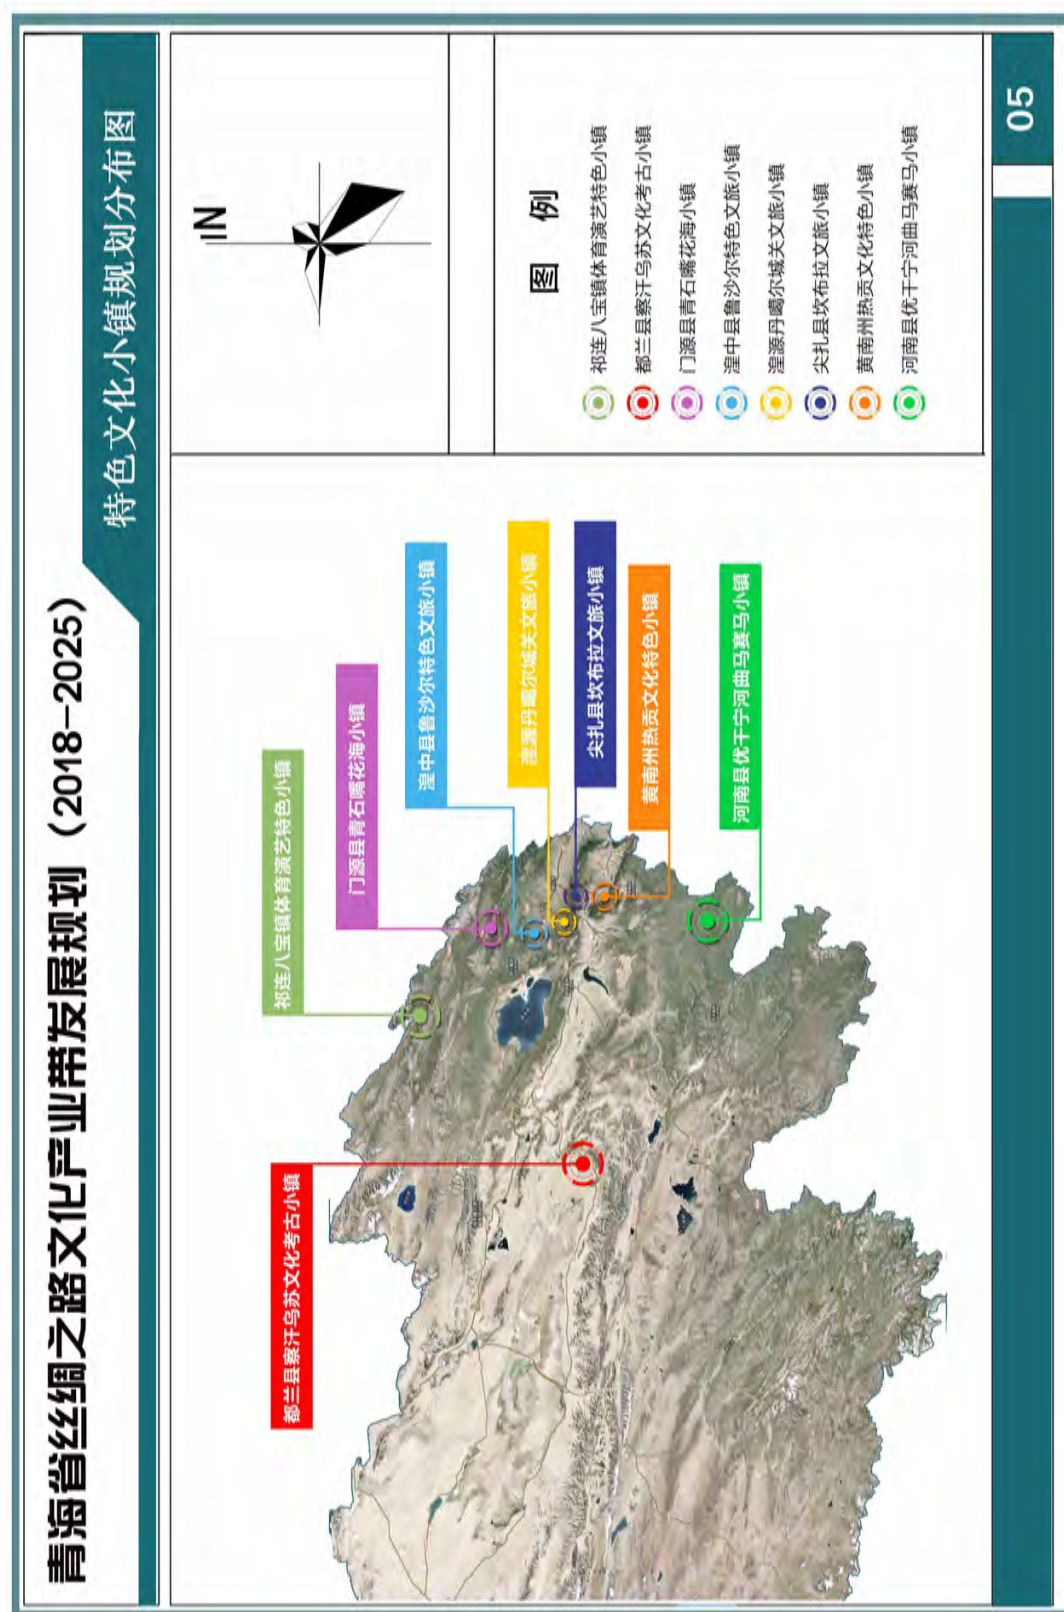 青海省丝绸之路文化产业带发展规划（2018-2025）
特色文化小镇规划分布图
N
祁连八宝镇体育演艺特色小镇
都兰县察汗乌苏文化考古小镇
门源县青石嘴花海小镇
湟中县鲁沙尔特色文旅小镇
湟源丹噶尔城关文旅小镇
尖扎县坎布拉文旅小镇
黄南州热贡文化特色小镇
河南县优干宁河曲马赛马小镇
图 例
祁连八宝镇体育演艺特色小镇
都兰县察汗乌苏文化考古小镇
门源县青石嘴花海小镇
湟中县鲁沙尔特色文旅小镇
湟源丹噶尔城关文旅小镇
尖扎县坎布拉文旅小镇
黄南州热贡文化特色小镇
河南县优干宁河曲马赛马小镇
05